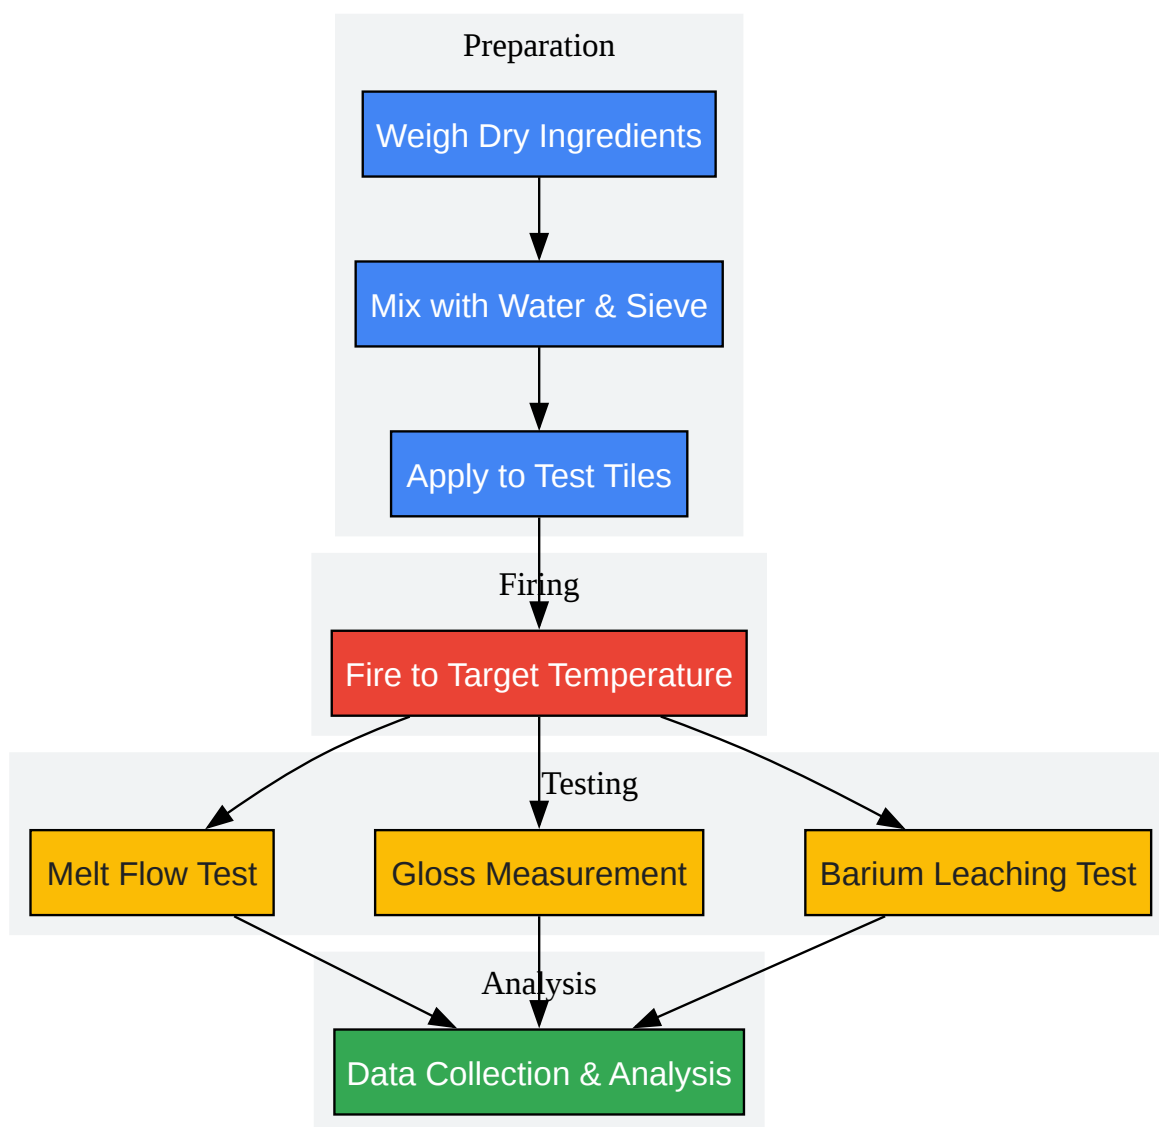 Preparation
Weigh Dry Ingredients
Mix with Water & Sieve
Apply to Test Tiles
Firing
Fire to Target Temperature
Testing
Melt Flow Test
Gloss Measurement
Barium Leaching Test
Analysis
Data Collection & Analysis